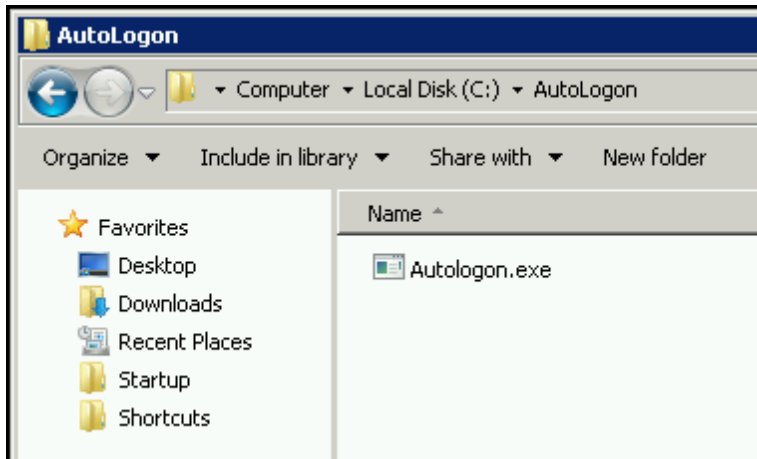 AutoLogon
Computer Local Disk (C:) AutoLogon
Organize Include in library Share with New folder
Favorites
Desktop
Downloads
Recent Places
Startup
Shortcuts
Name
Autologon.exe